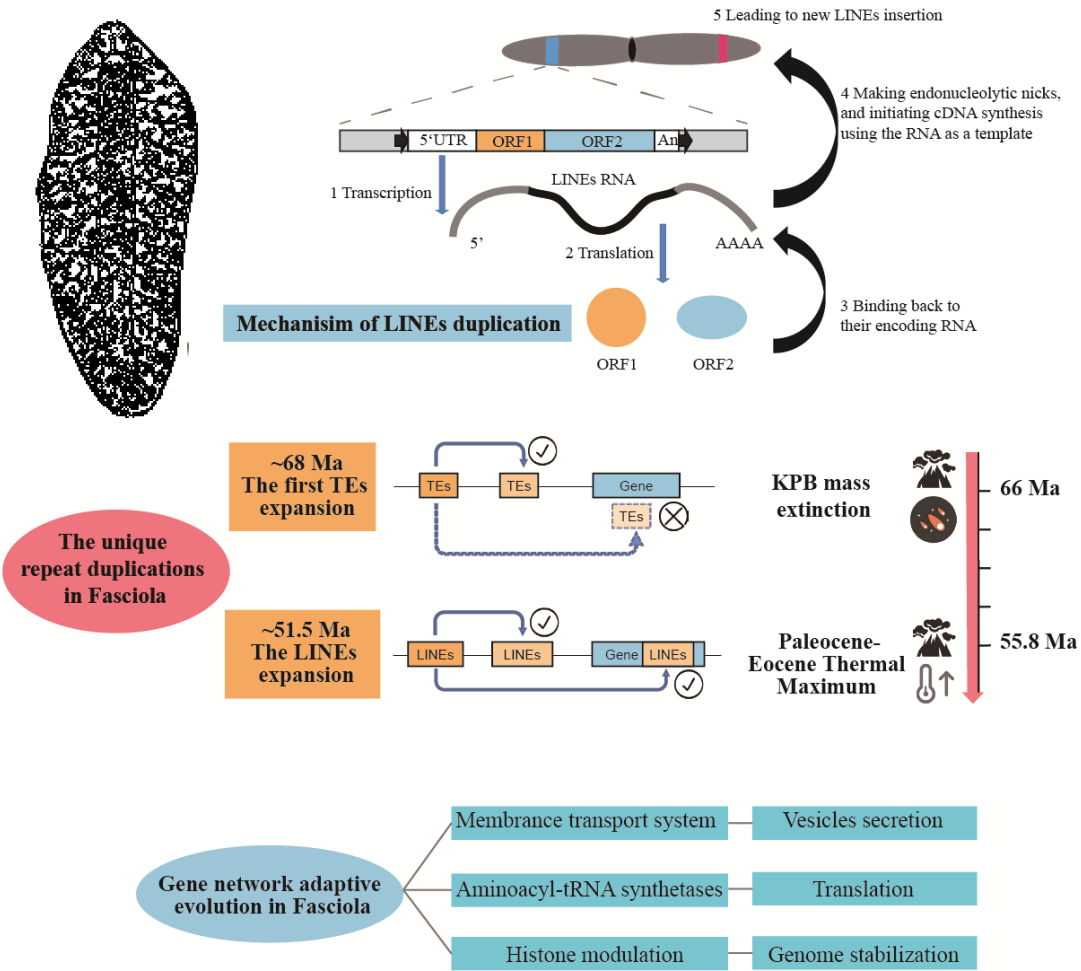 5 Leading to new LINEs insertion
4 Making endonucleolytic nicks,
and initiating cDNA synthesis
using the RNA as a template
5‘UTR ORF1 ORF2 An
1 Transcription
LINEs RNA
5’
2 Translation
AAAA
3 Binding back to
their encoding RNA
Mechanisim of LINEs duplication
ORF1 ORF2
~68 Ma
The first TEs
expansion
TEs TEs Gene
TEs
KPB mass
extinction
66 Ma
The unique
repeat duplications
in Fasciola
~51.5 Ma
The LINEs
expansion
LINEs LINEs Gene LINEs
Paleocene-
Eocene Thermal
Maximum
55.8 Ma
Gene network adaptive
evolution in Fasciola
Membrance transport system Vesicles secretion
Aminoacyl-tRNA synthetases Translation
Histone modulation Genome stabilization